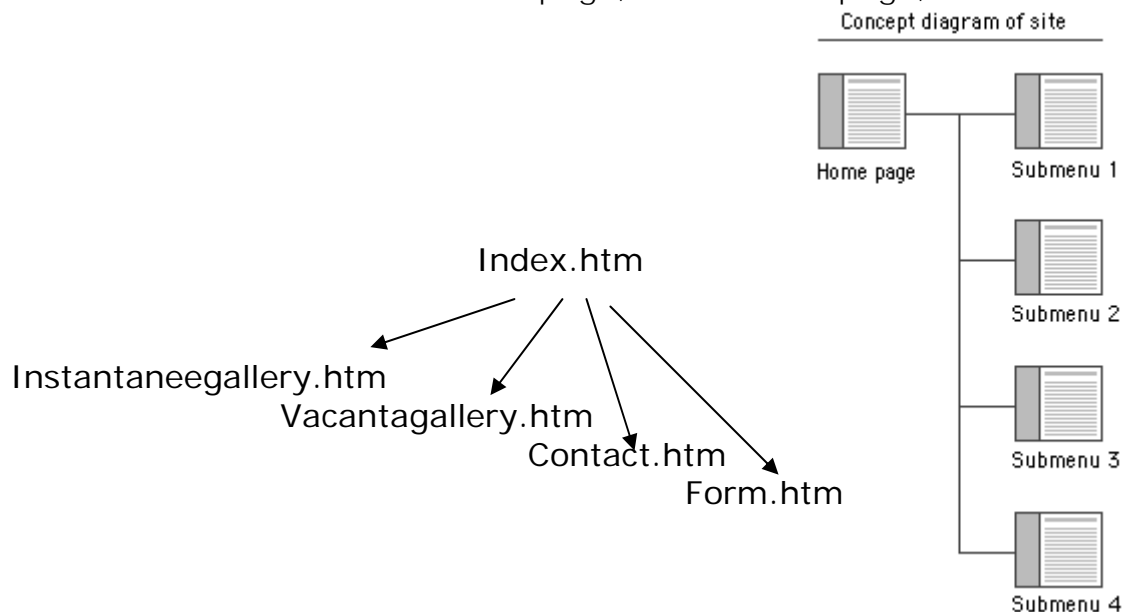 Concept diagram of site
Home page
Submenu 1
Index.htm
Submenu 2
Instantaneegallery.htm
Vacantagallery.htm
Contact.htm
Submenu 3
Form.htm
Submenu 4